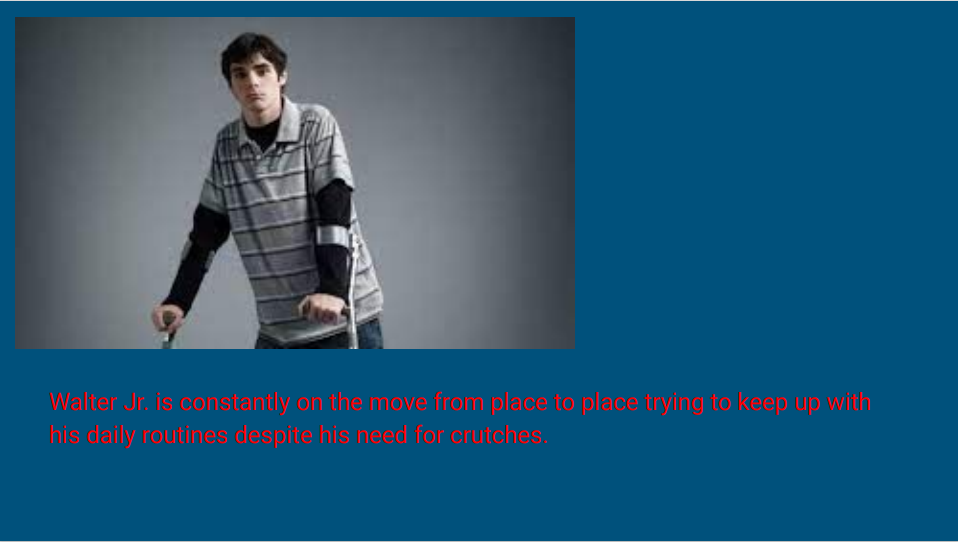 Walter Jr. is constantly on the move from place to place trying to keep up with
his daily routines despite his need for crutches.